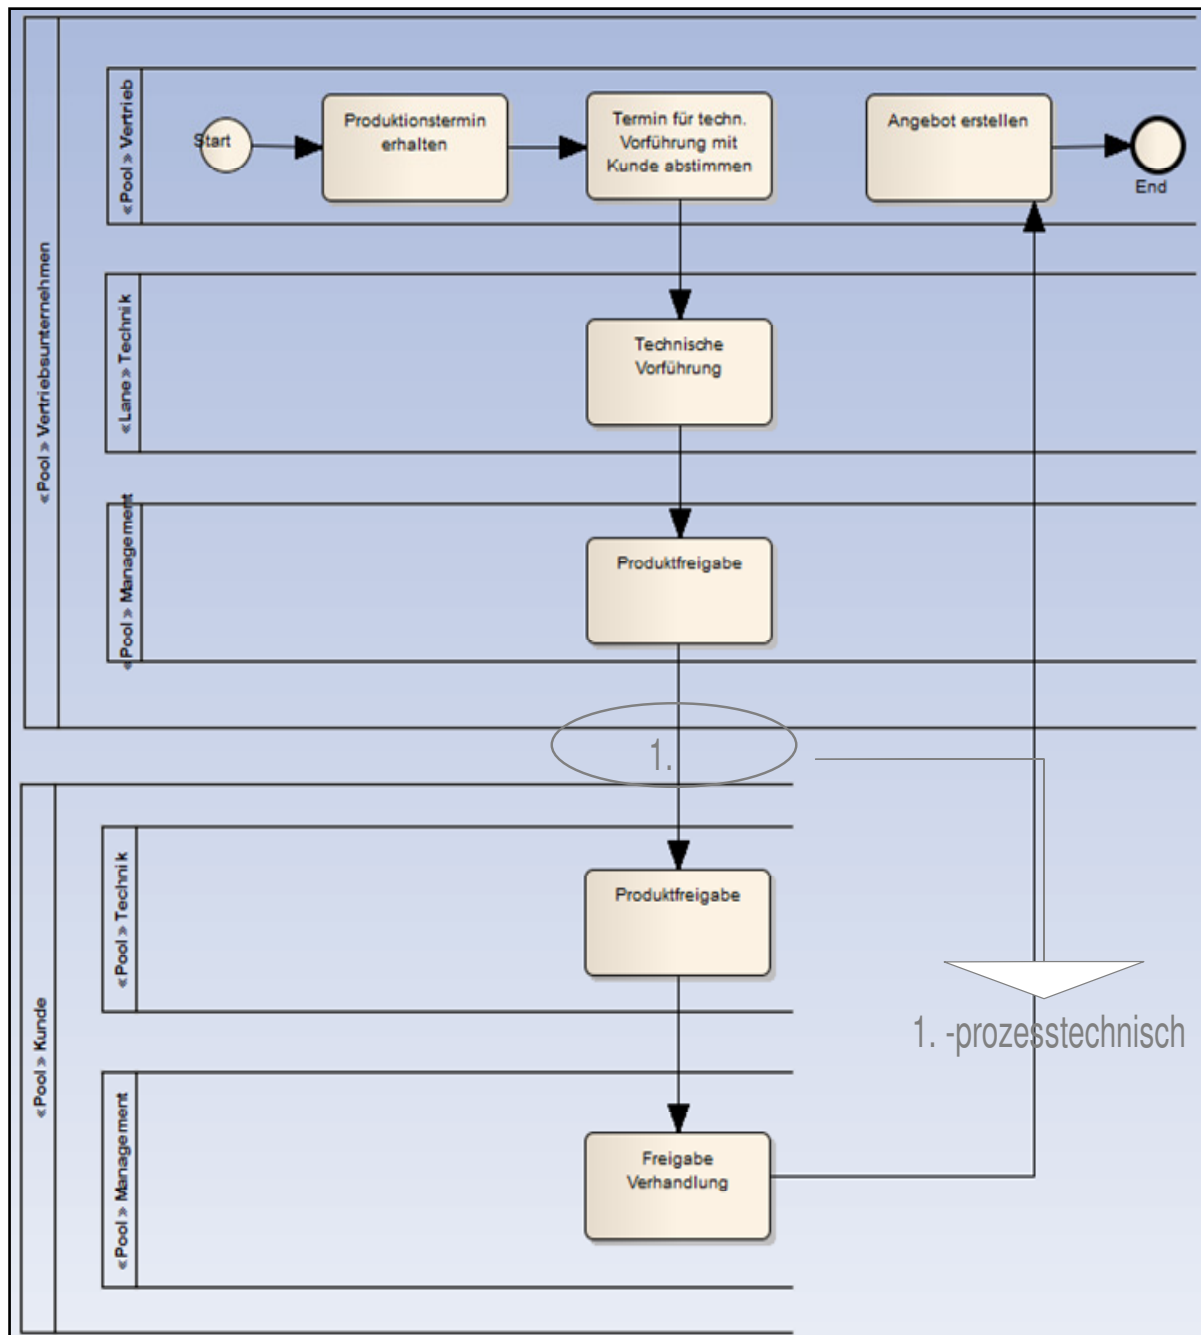 «Pool» Vertriebsunternehmen
«Pool» Vertrieb
Start
Produktionstermin
erhalten
Termin für techn.
Vorführung mit
Kunde abstimmen
Angebot erstellen
End
«Lane» Technik
Technische
Vorführung
«Pool» Management
Produktfreigabe
1.
«Pool» Kunde
«Pool» Technik
Produktfreigabe
1. -prozesstechnisch
«Pool» Management
Freigabe
Verhandlung